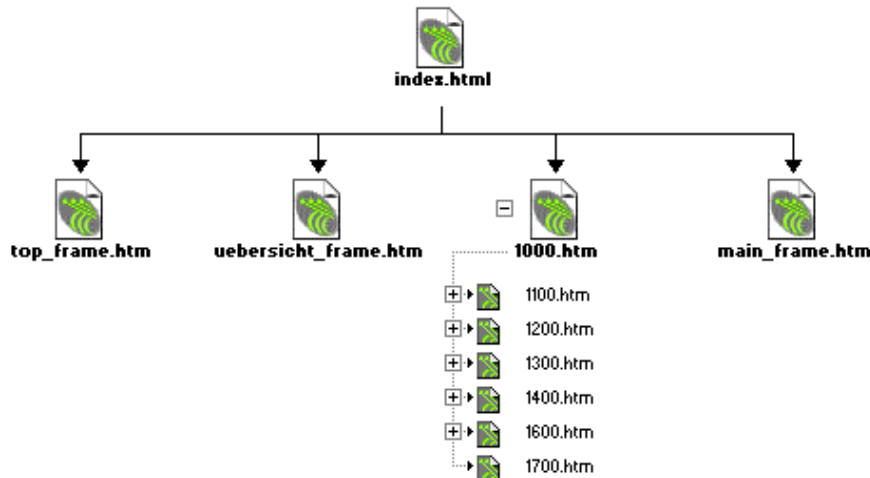 index.html
top_frame.htm
uebersicht_frame.htm
1000.htm
main_frame.htm
1100.htm
1200.htm
1300.htm
1400.htm
1600.htm
1700.htm